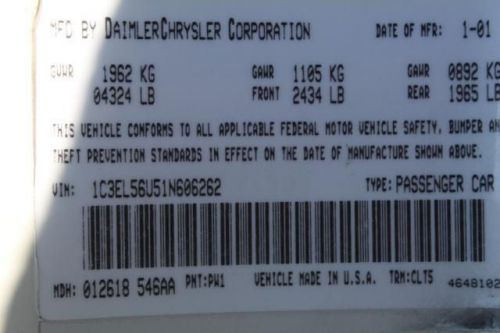 MFD BY DAIMLERCHRYSLER CORPORATION DATE OF MFR: 1-01
GVWR 1962 KG GAWR 1105 KG GAWR 0892 KG
04324 LB FRONT 2434 LB REAR 1965 LB
THIS VEHICLE CONFORMS TO ALL APPLICABLE FEDERAL MOTOR VEHICLE SAFETY, BUMPER AN
THEFT PREVENTION STANDARDS IN EFFECT ON THE DATE OF MANUFACTURE SHOWN ABOVE.
VIN: 1C3EL56U51N606262 TYPE: PASSENGER CAR
MDH: 012618 546AA PNT: PW1 VEHICLE MADE IN U.S.A. TRM: CLT5 4648102